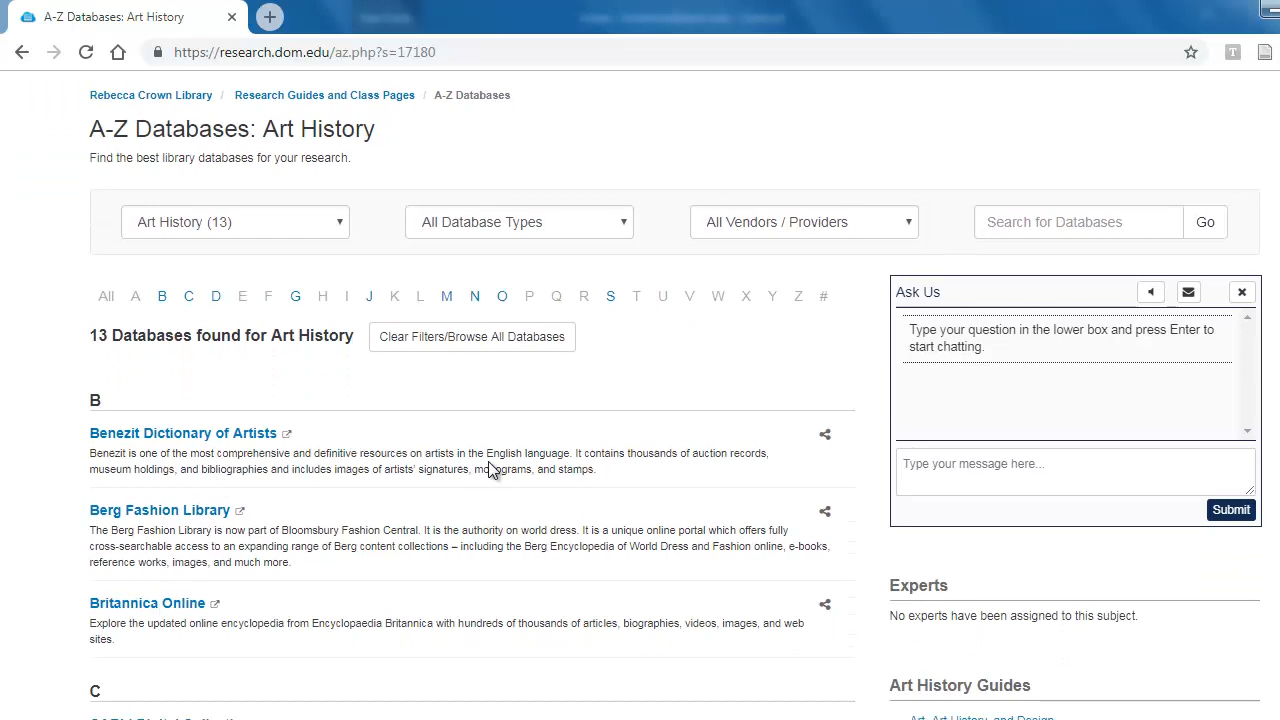 A-Z Databases: Art History
https://research.dom.edu/az.php?s=17180
T
Rebecca Crown Library / Research Guides and Class Pages / A-Z Databases
A-Z Databases: Art History
Find the best library databases for your research.
Art History (13)
All Database Types
All Vendors / Providers
Search for Databases
Go
All A B C D E F G H I J K L M N O P Q R S T U V W X Y Z #
13 Databases found for Art History
Clear Filters/Browse All Databases
B
Benezit Dictionary of Artists
Benezit is one of the most comprehensive and definitive resources on artists in the English language. It contains thousands of auction records,
museum holdings, and bibliographies and includes images of artists' signatures, monograms, and stamps.
Berg Fashion Library
The Berg Fashion Library is now part of Bloomsbury Fashion Central. It is the authority on world dress. It is a unique online portal which offers fully
cross-searchable access to an expanding range of Berg content collections – including the Berg Encyclopedia of World Dress and Fashion online, e-books,
reference works, images, and much more.
Britannica Online
Explore the updated online encyclopedia from Encyclopaedia Britannica with hundreds of thousands of articles, biographies, videos, images, and web
sites.
C
Ask Us
Type your question in the lower box and press Enter to
start chatting.
Type your message here...
Submit
Experts
No experts have been assigned to this subject.
Art History Guides
Art, Art History, and Design